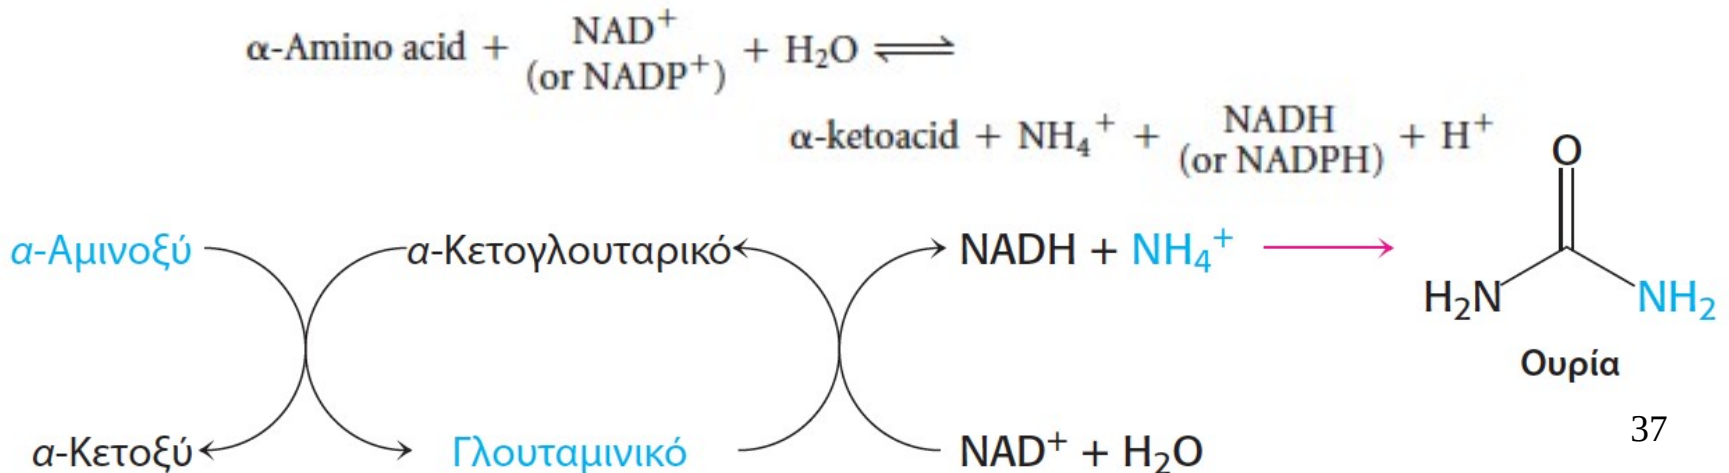 α-Amino acid + NAD⁺ (or NADP⁺) + H₂O ⇌
α-ketoacid + NH₄⁺ + NADH (or NADPH) + H⁺
O
α-Αμινοξύ α-Κετογλουταρικό NADH + NH₄⁺
H₂N NH₂
Ουρία
α-Κετοξύ Γλουταμινικό NAD⁺ + H₂O
37